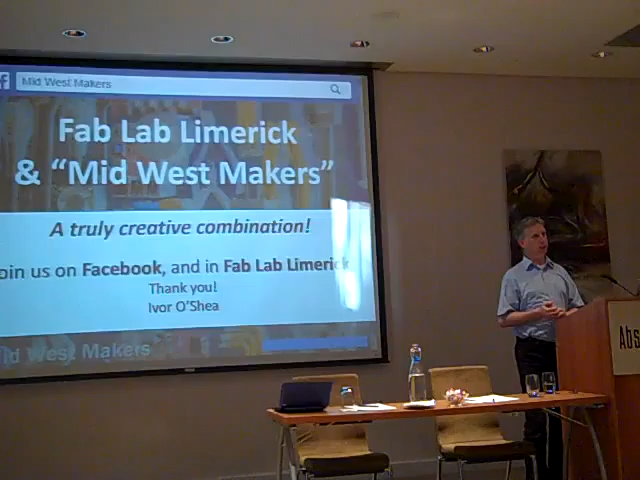 f Mid West Makers
Fab Lab Limerick
& “Mid West Makers”
A truly creative combination!
oin us on Facebook, and in Fab Lab Limerick
Thank you!
Ivor O’Shea
id West Makers
Abs